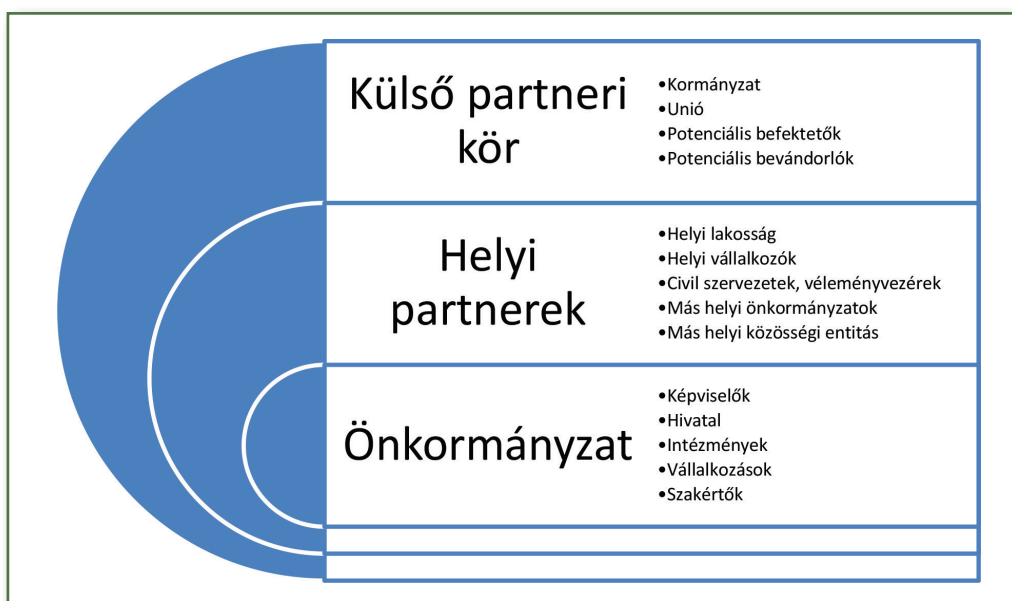 Külső partneri
kör
•Kormányzat
•Unió
•Potenciális befektetők
•Potenciális bevándorlók
Helyi
partnerek
•Helyi lakosság
•Helyi vállalkozók
•Civil szervezetek, véleményvezérek
•Más helyi önkormányzatok
•Más helyi közösségi entitás
Önkormányzat
•Képviselők
•Hivatal
•Intézmények
•Vállalkozások
•Szakértők